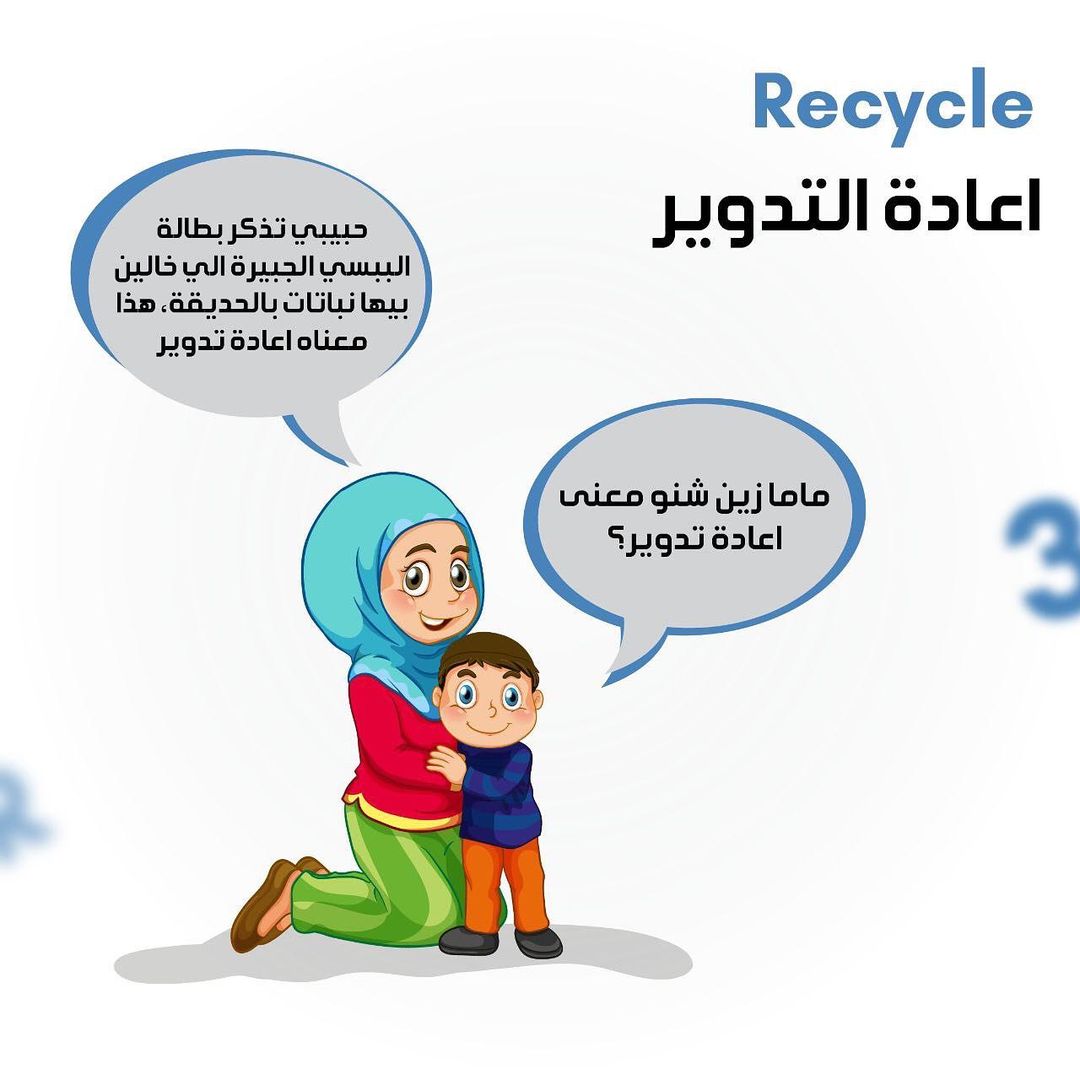 Recycle
اعادة التدوير
حبيبي تذكر بطالة
الببسي الجبيرة الي خالين
بيها نباتات بالحديقة، هذا
معناه اعادة تدوير
ماما زين شنو معنى
اعادة تدوير؟
3
R